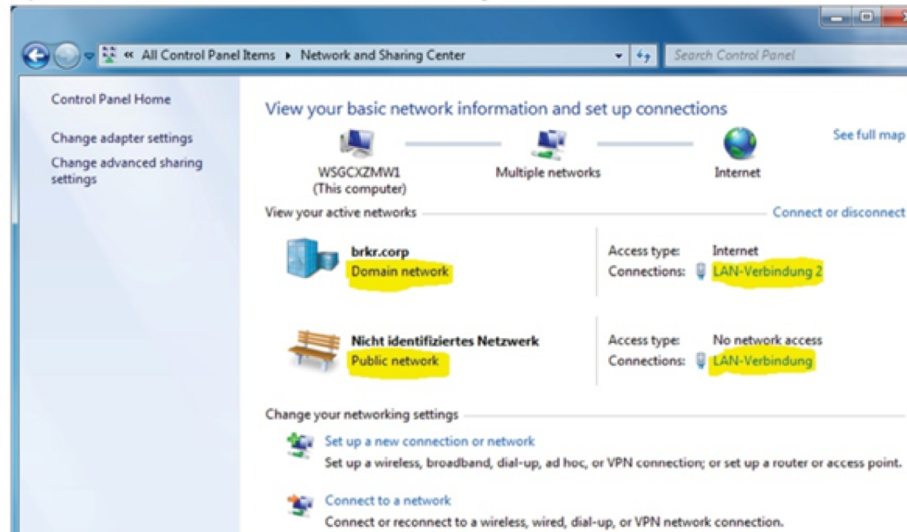 « All Control Panel Items ▸ Network and Sharing Center
Search Control Panel
Control Panel Home
Change adapter settings
Change advanced sharing
settings
View your basic network information and set up connections
See full map
WSGCXZMW1
(This computer)
Multiple networks
Internet
View your active networks
Connect or disconnect
brkr.corp
Domain network
Access type: Internet
Connections: LAN-Verbindung 2
Nicht identifiziertes Netzwerk
Public network
Access type: No network access
Connections: LAN-Verbindung
Change your networking settings
Set up a new connection or network
Set up a wireless, broadband, dial-up, ad hoc, or VPN connection; or set up a router or access point.
Connect to a network
Connect or reconnect to a wireless, wired, dial-up, or VPN network connection.